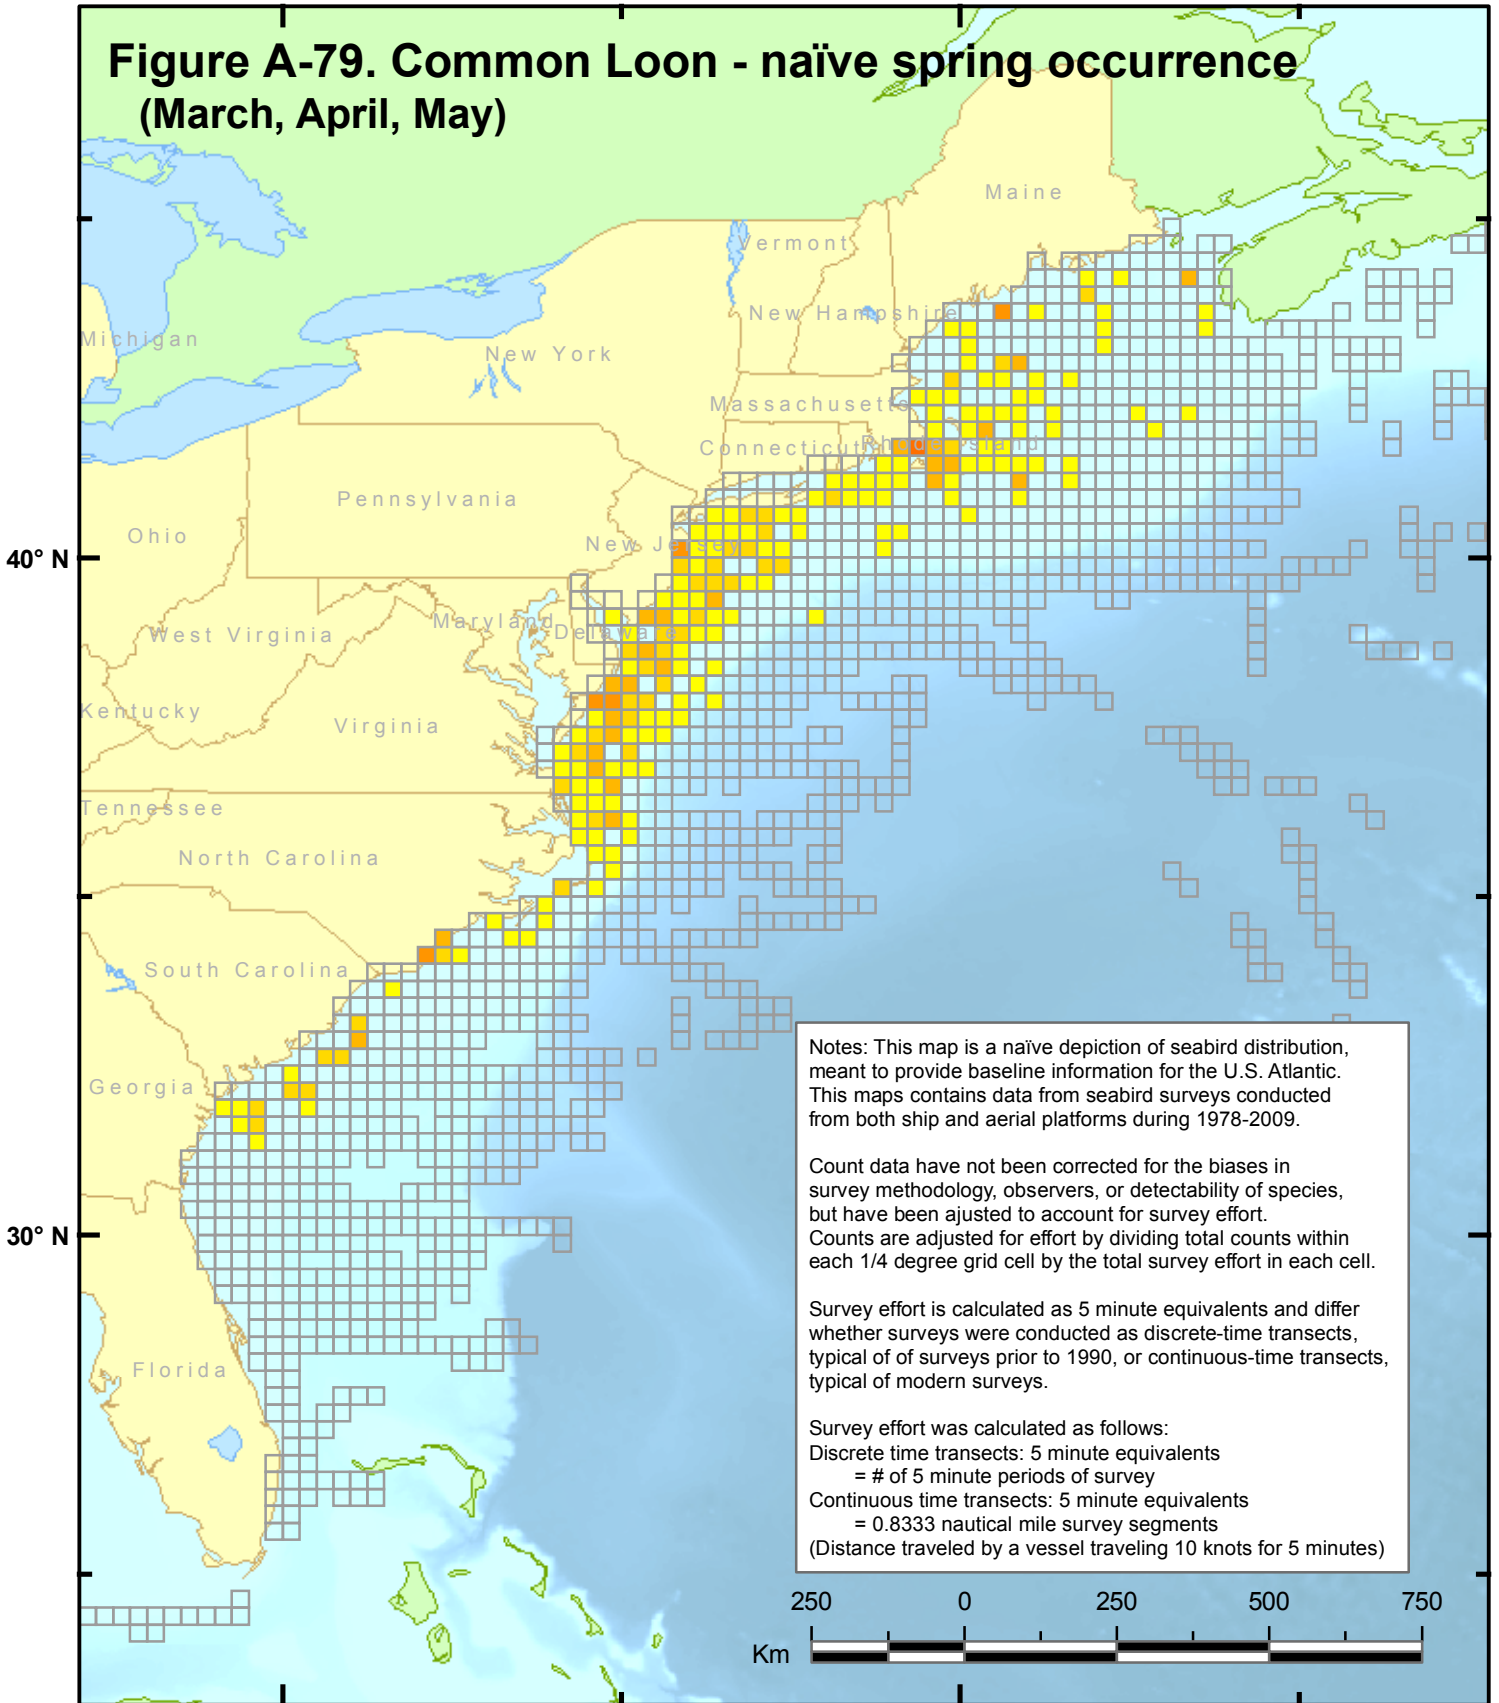 Figure A-79. Common Loon - naïve spring occurrence
(March, April, May)
Maine
Vermont
New Hampshire
Michigan
New York
Massachusetts
Connecticut
Rhode Island
Pennsylvania
Ohio
New Jersey
40° N
Maryland
Delaware
West Virginia
Kentucky
Virginia
Tennessee
North Carolina
South Carolina
Georgia
30° N
Florida
Notes: This map is a naïve depiction of seabird distribution,
meant to provide baseline information for the U.S. Atlantic.
This maps contains data from seabird surveys conducted
from both ship and aerial platforms during 1978-2009.
Count data have not been corrected for the biases in
survey methodology, observers, or detectability of species,
but have been ajusted to account for survey effort.
Counts are adjusted for effort by dividing total counts within
each 1/4 degree grid cell by the total survey effort in each cell.
Survey effort is calculated as 5 minute equivalents and differ
whether surveys were conducted as discrete-time transects,
typical of of surveys prior to 1990, or continuous-time transects,
typical of modern surveys.
Survey effort was calculated as follows:
Discrete time transects: 5 minute equivalents
= # of 5 minute periods of survey
Continuous time transects: 5 minute equivalents
= 0.8333 nautical mile survey segments
(Distance traveled by a vessel traveling 10 knots for 5 minutes)
250 0 250 500 750
Km